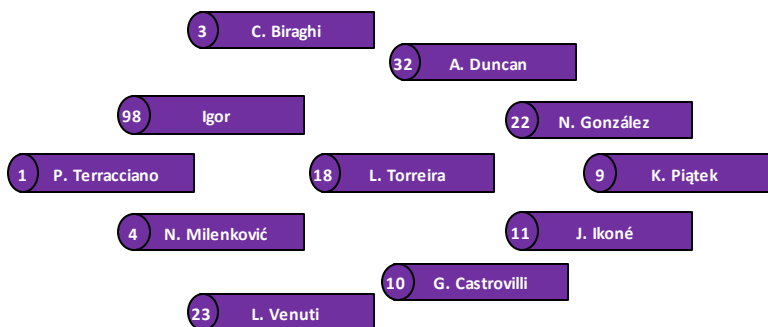 3 C. Biraghi
32 A. Duncan
98 Igor
22 N. González
1 P. Terracciano
18 L. Torreira
9 K. Piątek
4 N. Milenković
11 J. Ikoné
10 G. Castrovilli
23 L. Venuti